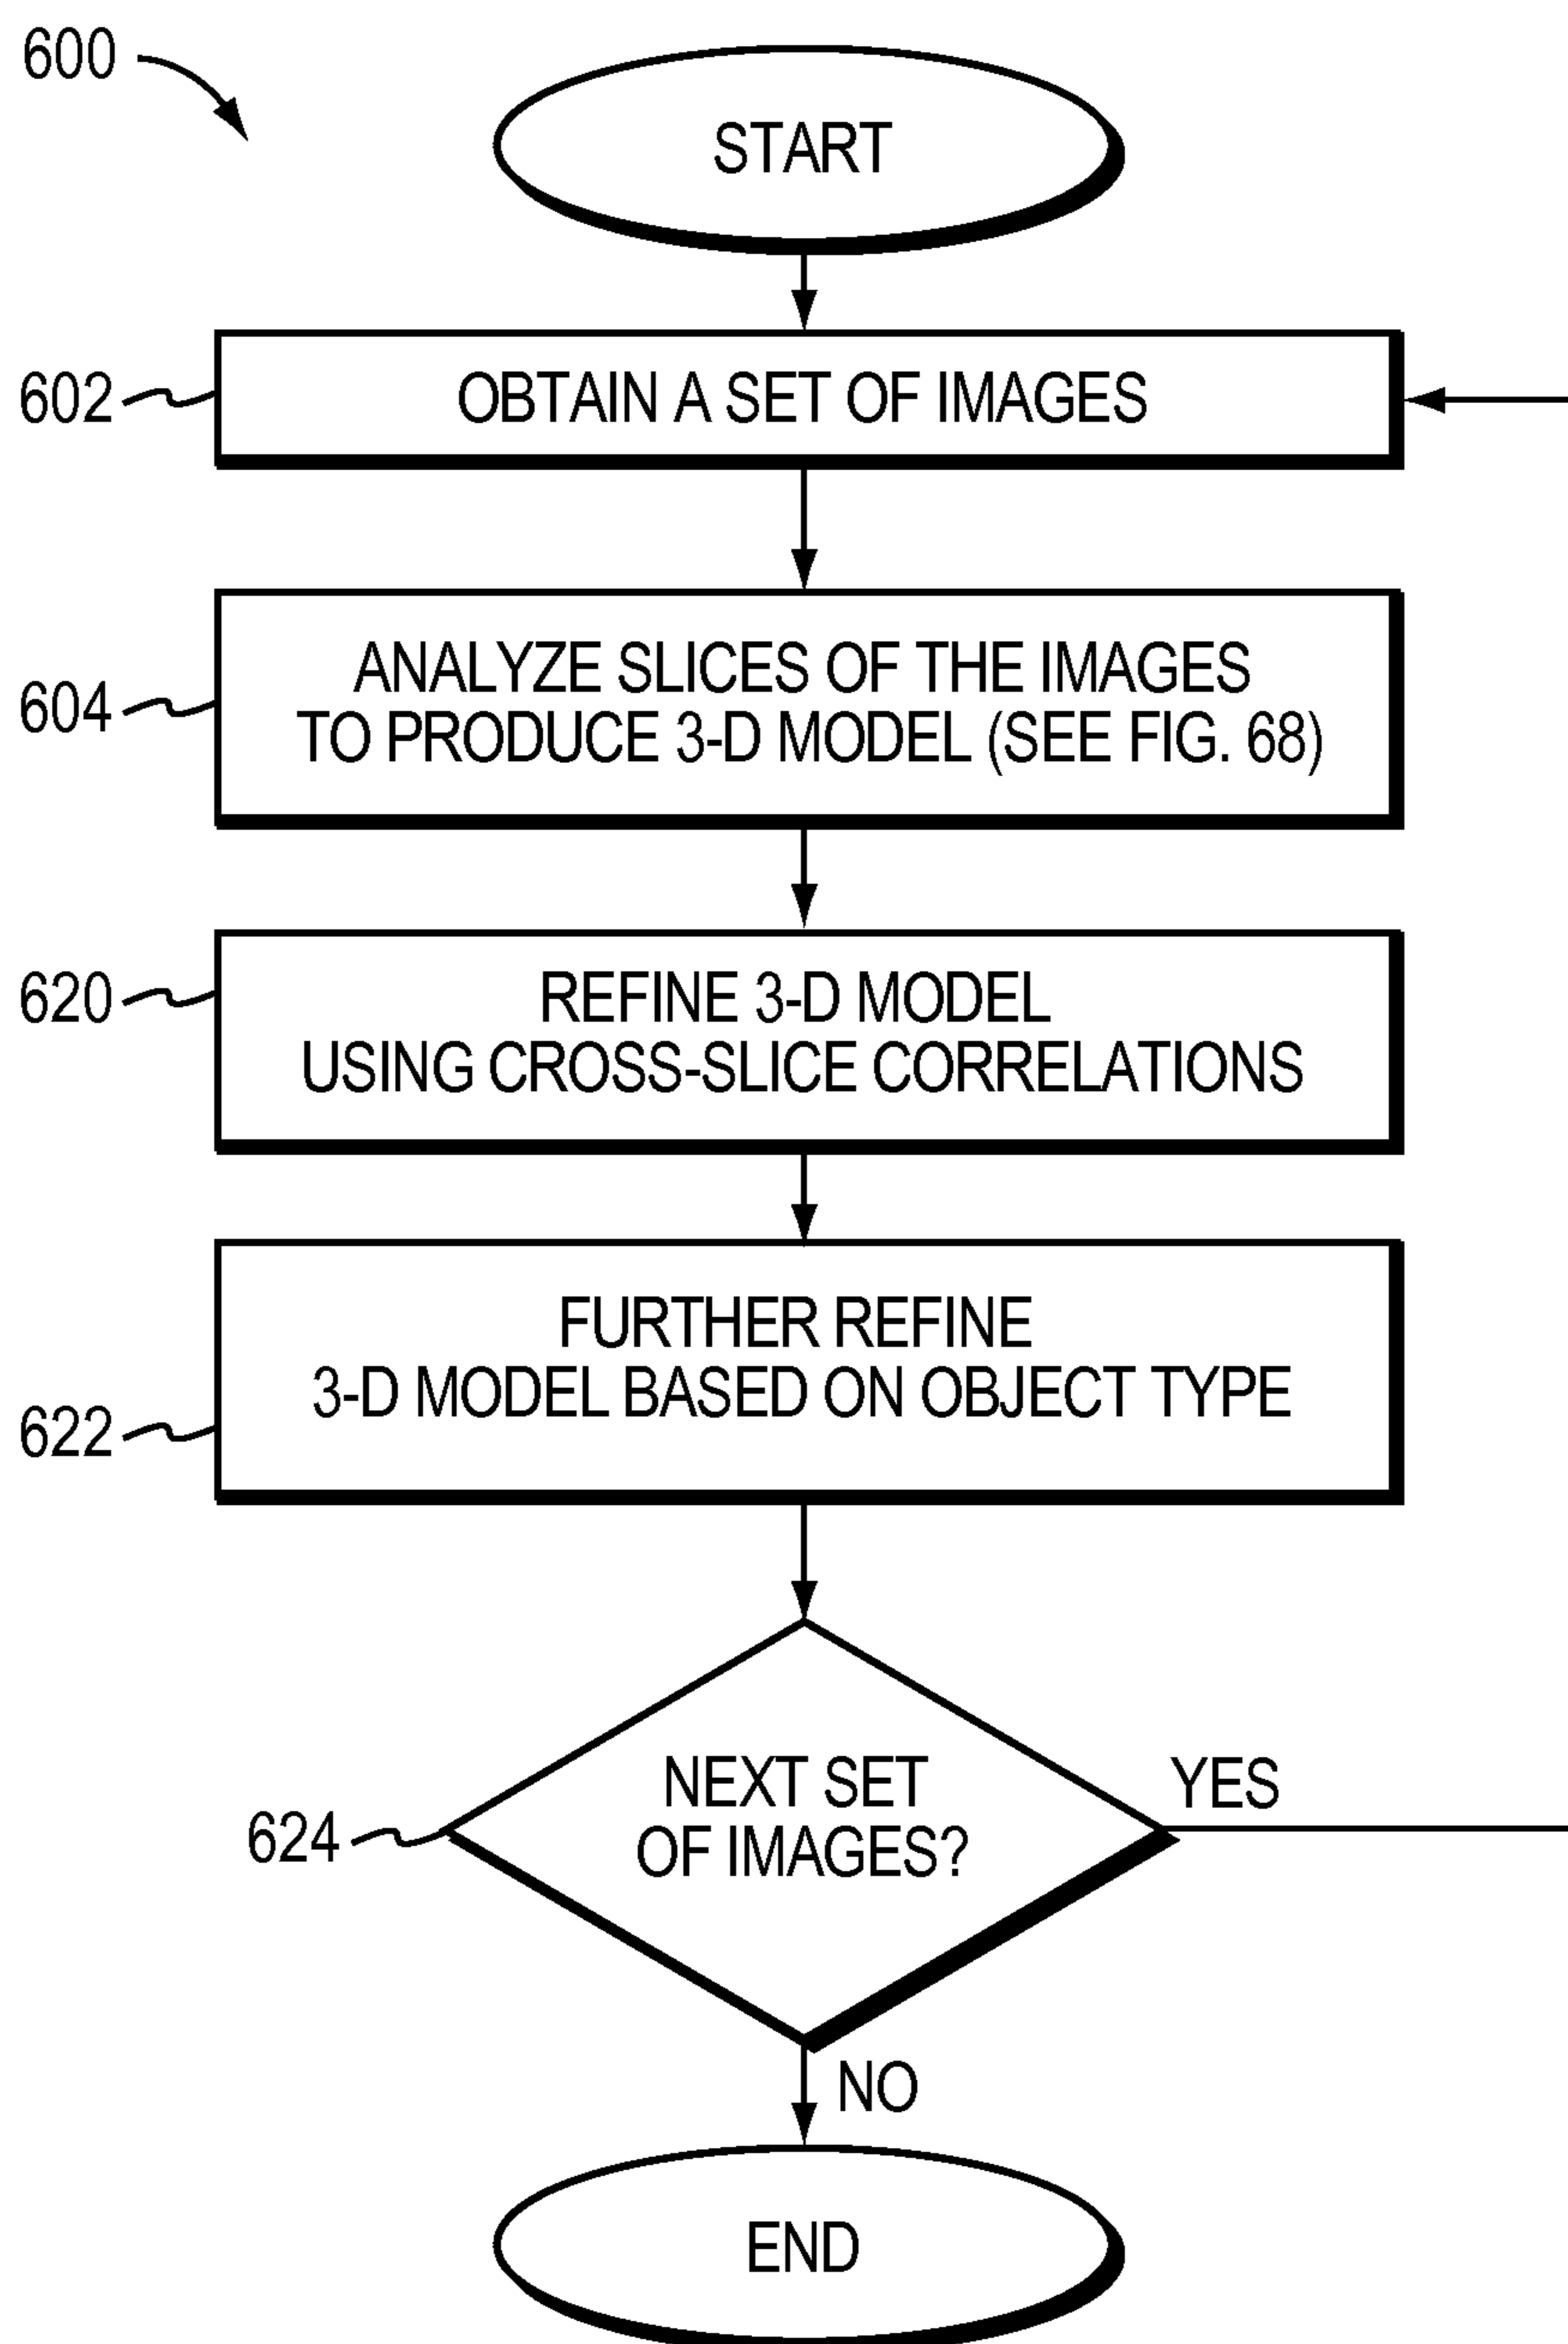 600
START
602
OBTAIN A SET OF IMAGES
604
ANALYZE SLICES OF THE IMAGES
TO PRODUCE 3-D MODEL (SEE FIG. 68)
620
REFINE 3-D MODEL
USING CROSS-SLICE CORRELATIONS
622
FURTHER REFINE
3-D MODEL BASED ON OBJECT TYPE
624
NEXT SET
OF IMAGES?
YES
NO
END